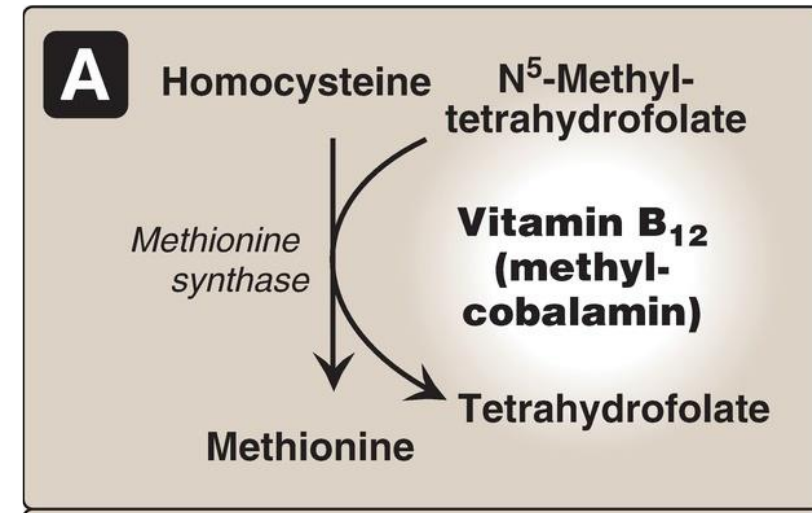 A
Homocysteine
N⁵-Methyl-
tetrahydrofolate
Methionine
synthase
Vitamin B₁₂
(methyl-
cobalamin)
Tetrahydrofolate
Methionine